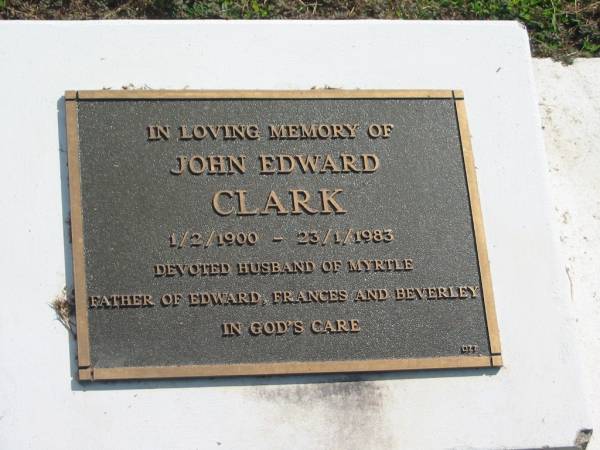 IN LOVING MEMORY OF
JOHN EDWARD
CLARK
1/2/1900 - 23/1/1983
DEVOTED HUSBAND OF MYRTLE
FATHER OF EDWARD, FRANCES AND BEVERLEY
IN GOD'S CARE